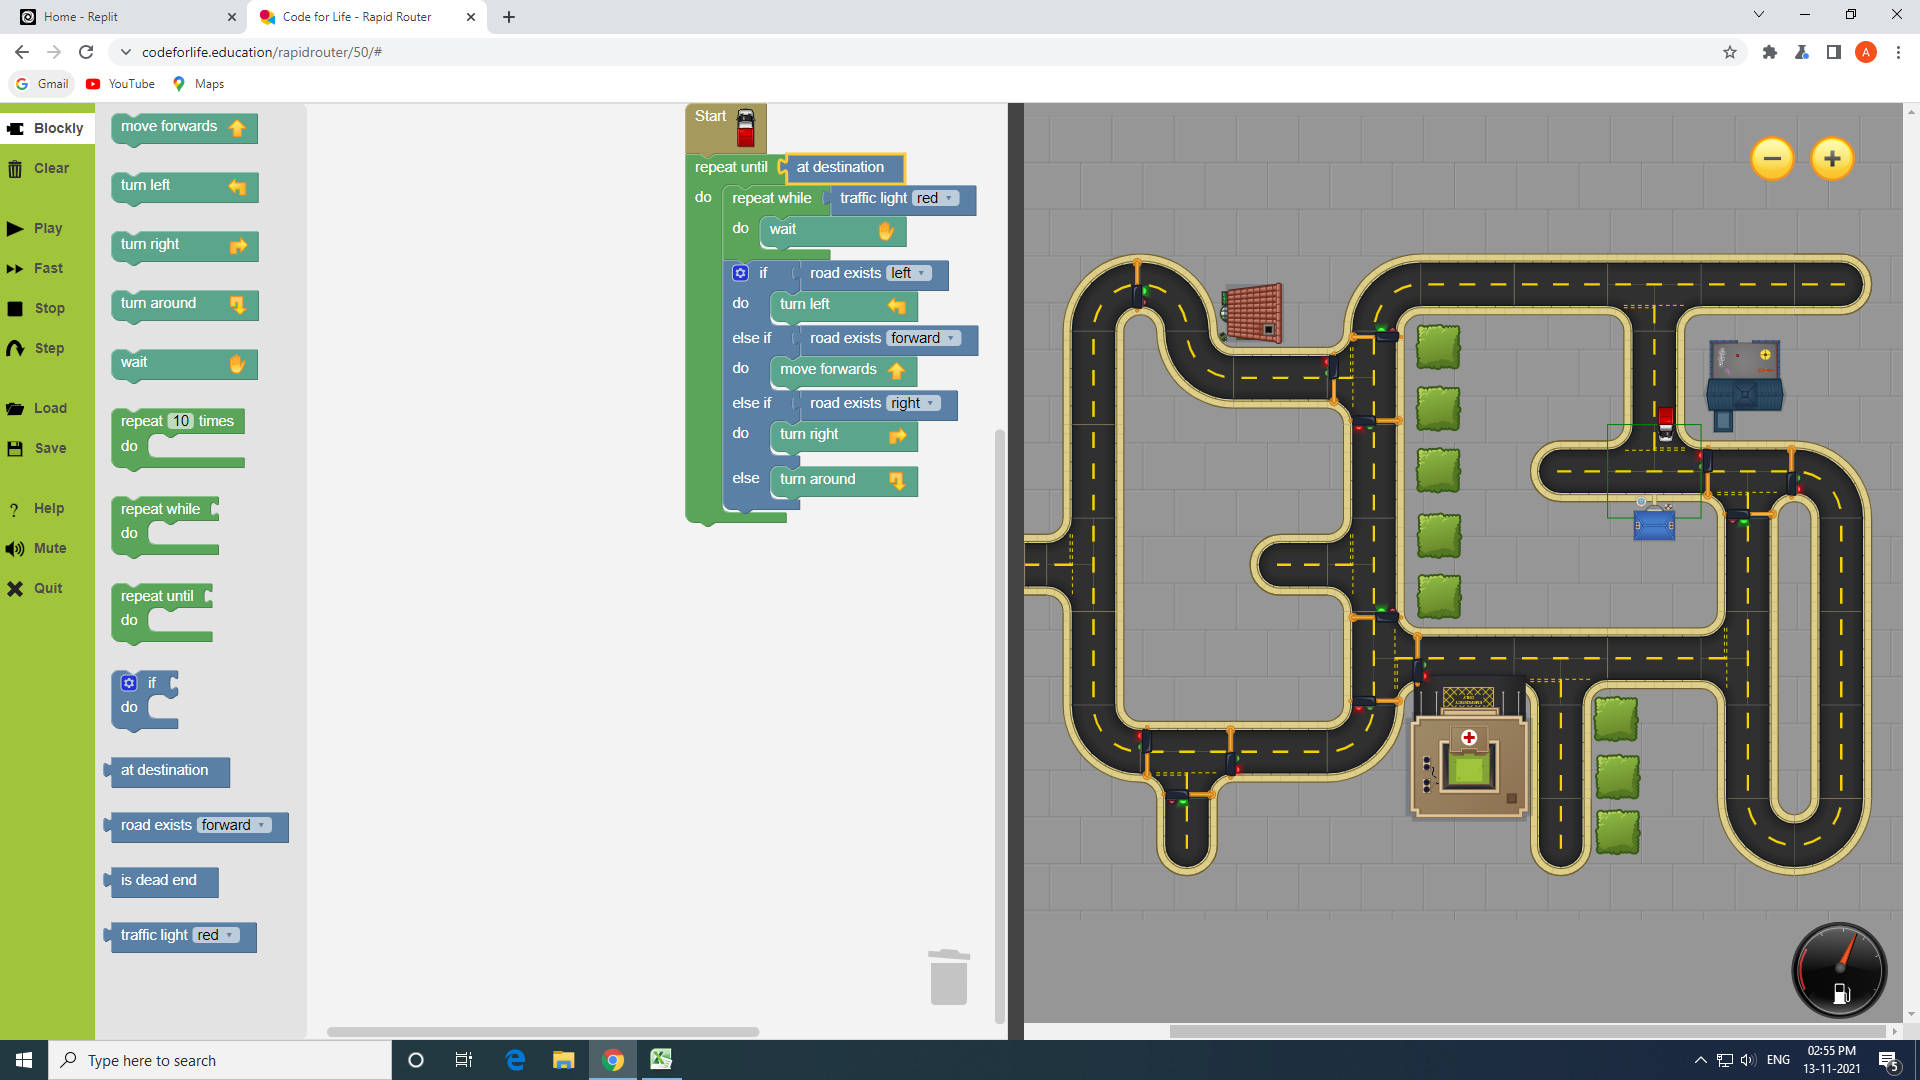 Home - Replit
Code for Life - Rapid Router
codeforlife.education/rapidrouter/50/#
A
Gmail
YouTube
Maps
Blockly
Clear
Play
Fast
Stop
Step
Load
Save
Help
Mute
Quit
move forwards
turn left
turn right
turn around
wait
repeat 10 times
do
repeat while
do
repeat until
do
if
do
at destination
road exists forward
is dead end
traffic light red
Start
repeat until at destination
do repeat while traffic light red
do wait
if road exists left
do turn left
else if road exists forward
do move forwards
else if road exists right
do turn right
else turn around
Type here to search
ENG
02:55 PM
13-11-2021
5